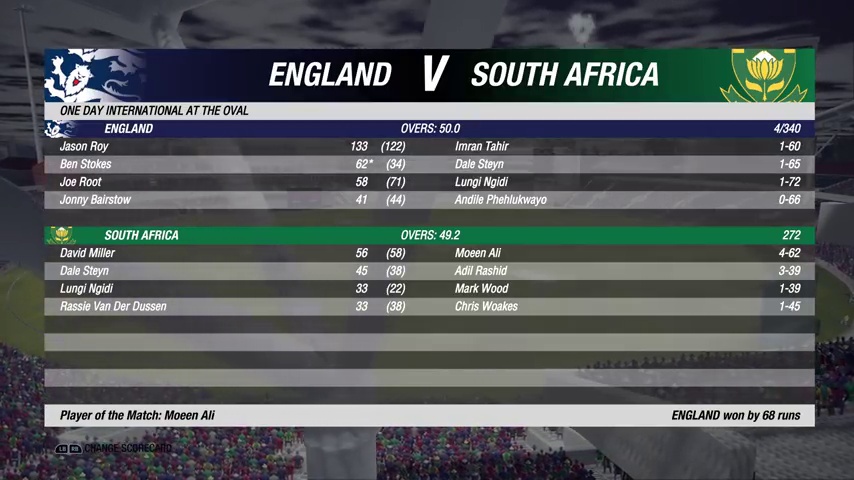 ENGLAND V SOUTH AFRICA
ONE DAY INTERNATIONAL AT THE OVAL
ENGLAND OVERS: 50.0 4/340
Jason Roy 133 (122) Imran Tahir 1-60
Ben Stokes 62* (34) Dale Steyn 1-65
Joe Root 58 (71) Lungi Ngidi 1-72
Jonny Bairstow 41 (44) Andile Phehlukwayo 0-66
SOUTH AFRICA OVERS: 49.2 272
David Miller 56 (58) Moeen Ali 4-62
Dale Steyn 45 (38) Adil Rashid 3-39
Lungi Ngidi 33 (22) Mark Wood 1-39
Rassie Van Der Dussen 33 (38) Chris Woakes 1-45
Player of the Match: Moeen Ali ENGLAND won by 68 runs
LB RB CHANGE SCORECARD